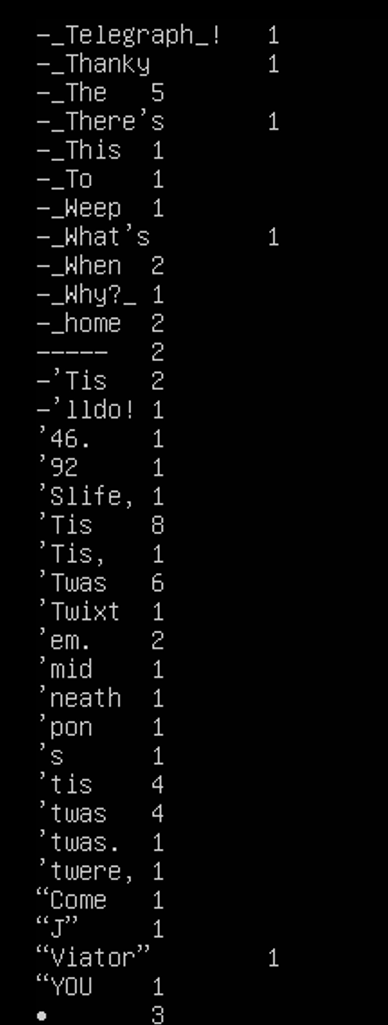 —_Telegraph_!	1
—_Thanky	1
—_The	5
—_There’s	1
—_This	1
—_To	1
—_Weep	1
—_What’s	1
—_When	2
—_Why?_	1
—_home	2
-----	2
—’Tis	2
—’lldo!	1
’46.	1
’92	1
’Slife,	1
’Tis	8
’Tis,	1
’Twas	6
’Twixt	1
’em.	2
’mid	1
’neath	1
’pon	1
’s	1
’tis	4
’twas	4
’twas.	1
’twere,	1
“Come	1
“J”	1
“Viator”	1
“YOU	1
•	3